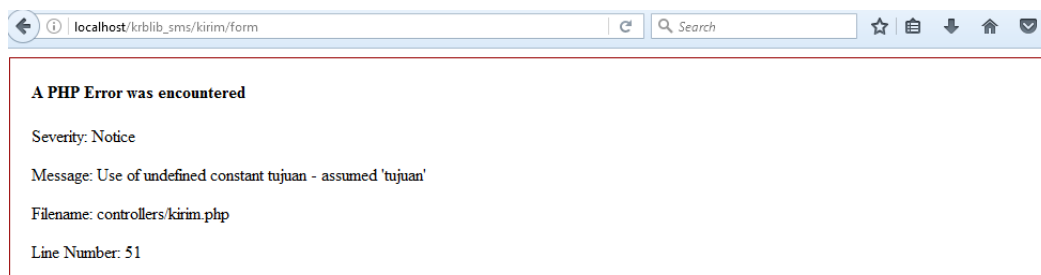 localhost/krblib_sms/kirim/form
Search
A PHP Error was encountered
Severity: Notice
Message: Use of undefined constant tujuan - assumed 'tujuan'
Filename: controllers/kirim.php
Line Number: 51